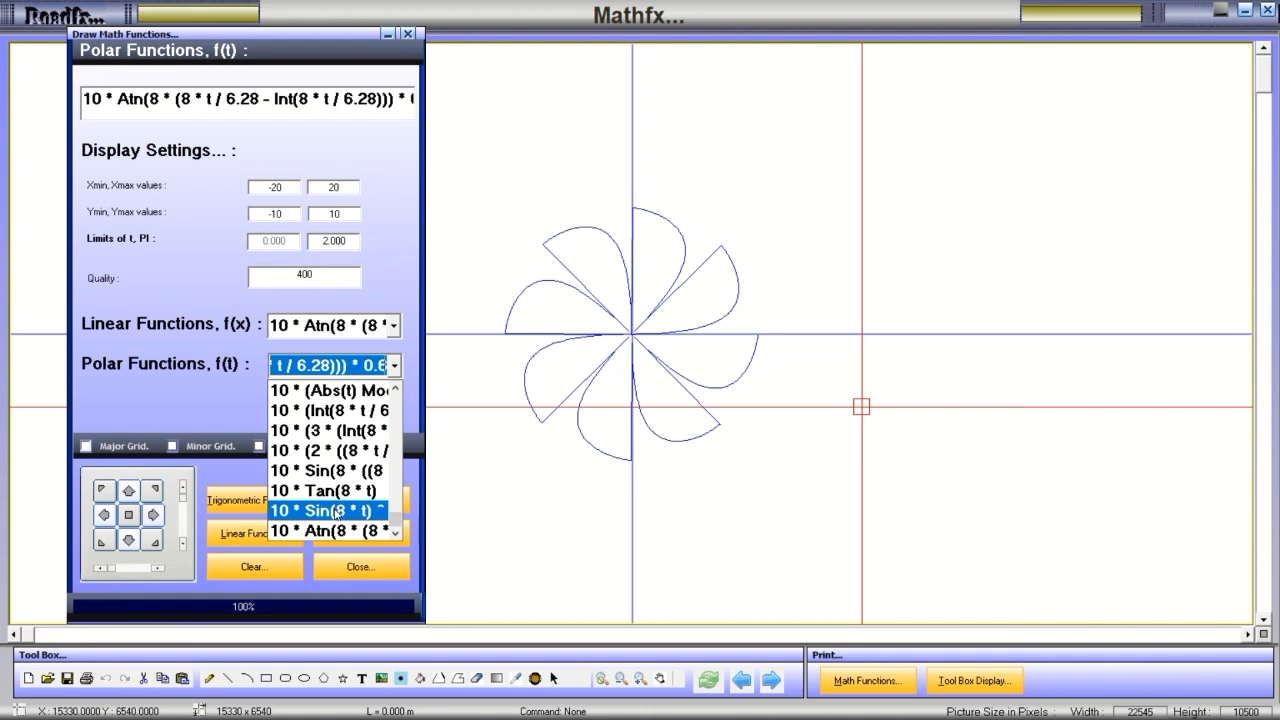 Roadfx...
Mathfx...
Draw Math Functions...
Polar Functions, f(t) :
10 * Atn(8 * (8 * t / 6.28 - Int(8 * t / 6.28))) *
Display Settings... :
Xmin, Xmax values :
-20
20
Ymin, Ymax values :
-10
10
Limits of t, PI :
0.000
2.000
Quality :
400
Linear Functions, f(x) :
10 * Atn(8 * (8 *
Polar Functions, f(t) :
t / 6.28))) * 0.6
10 * (Abs(t) Mo
10 * (Int(8 * t / 6
10 * (3 * (Int(8 *
10 * (2 * ((8 * t /
10 * Sin(8 * ((8
10 * Tan(8 * t)
10 * Sin(8 * t) ^
10 * Atn(8 * (8 *
Major Grid.
Minor Grid.
Trigonometric F
Linear Func
Clear...
Close...
100%
Tool Box...
Print...
Math Functions...
Tool Box Display...
X : 15330.0000 Y : 6540.0000
15330 x 6540
L = 0.000 m
Command: None
Picture Size in Pixels :
Width :
22545
Height :
10500